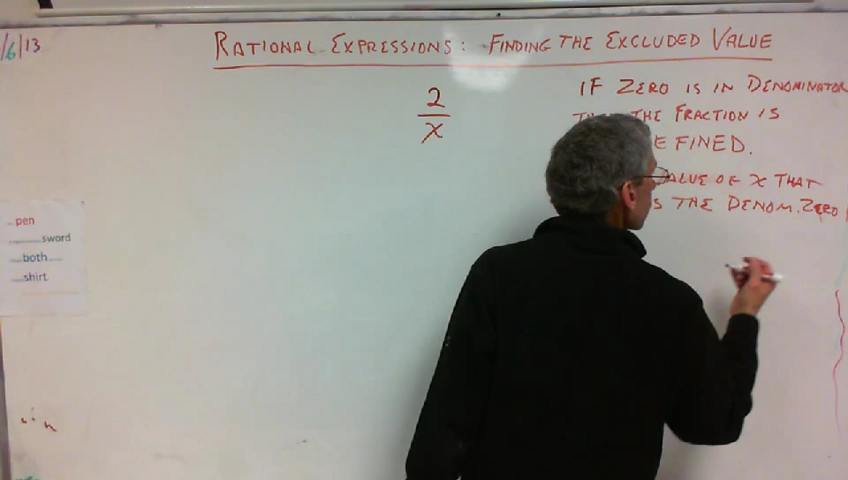 /6/13
RATIONAL EXPRESSIONS: FINDING THE EXCLUDED VALUE
2
x
IF ZERO IS IN DENOMINATOR
THE FRACTION IS
FINED.
OF X THAT
THE DENOM. ZERO
pen
sword
both
shirt